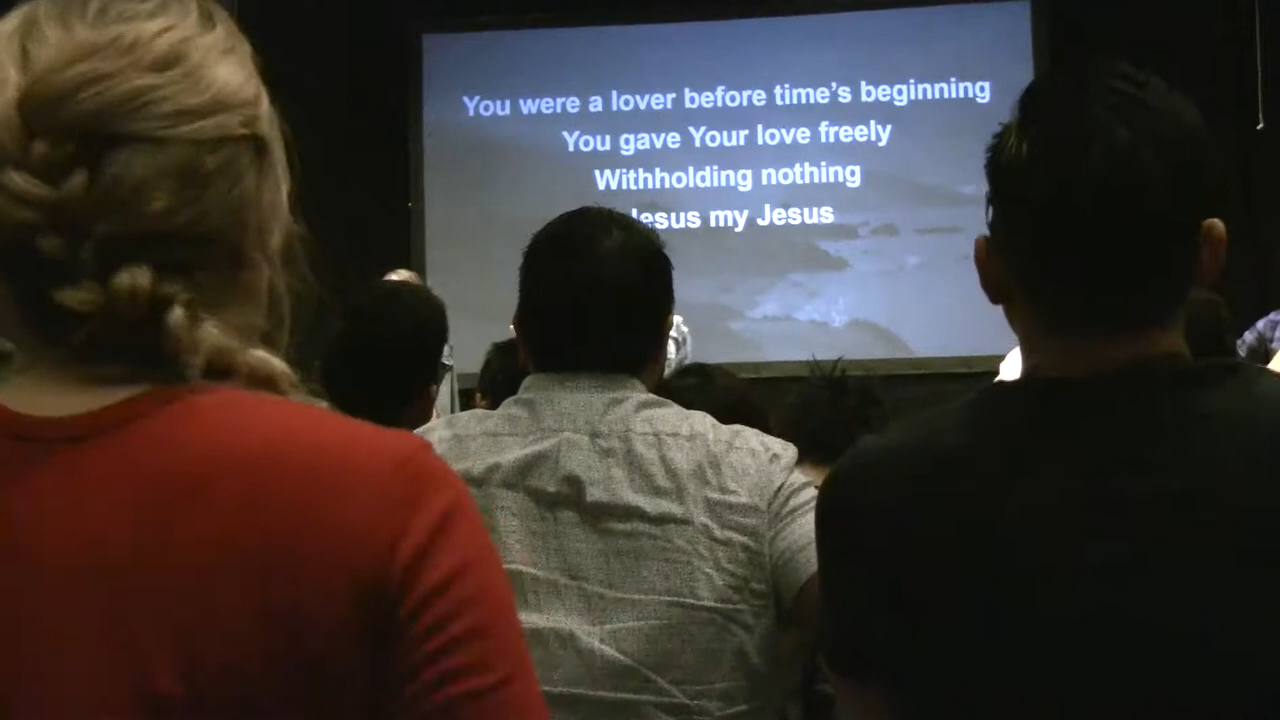 You were a lover before time's beginning
You gave Your love freely
Withholding nothing
Jesus my Jesus